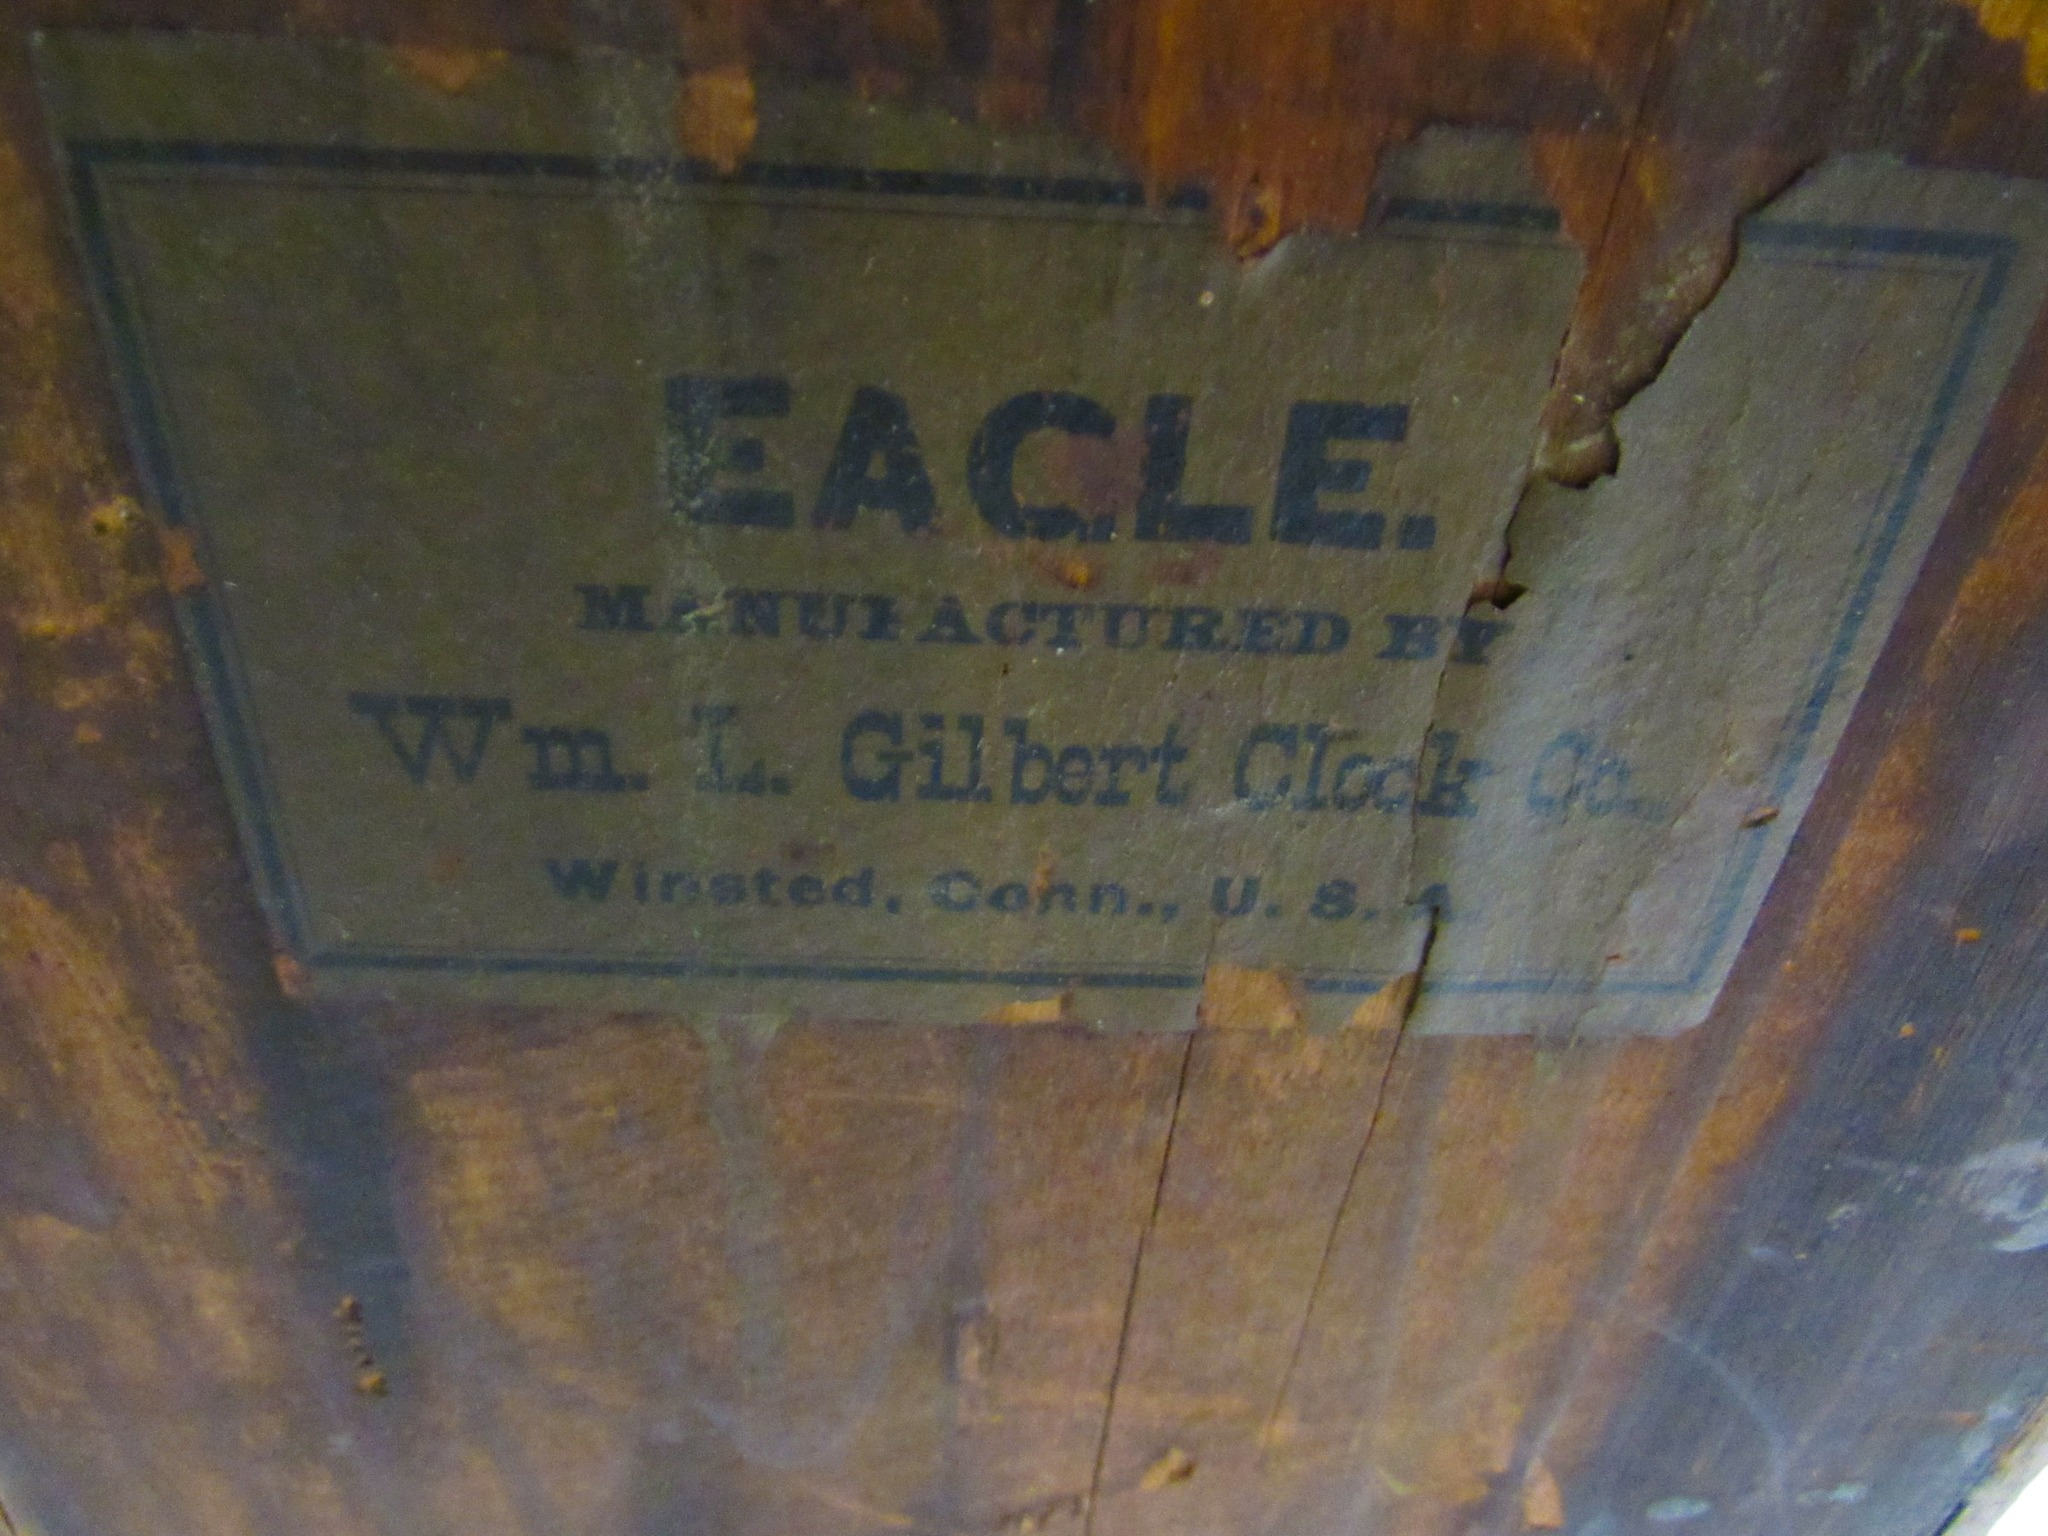 EAGLE.
MANUFACTURED BY
Wm. L. Gilbert Clock Co.
Winsted, Conn., U. S. A.